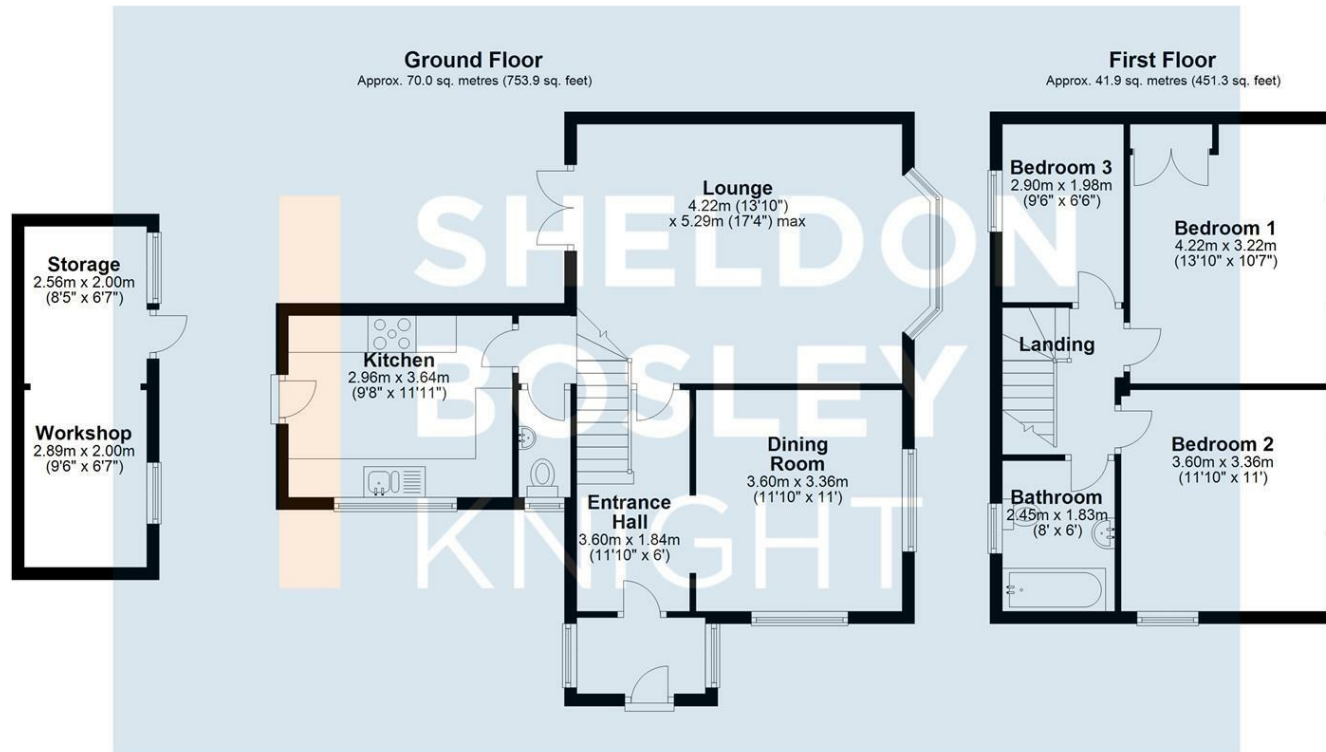 Ground Floor
Approx. 70.0 sq. metres (753.9 sq. feet)
First Floor
Approx. 41.9 sq. metres (451.3 sq. feet)
Lounge
4.22m (13'10")
x 5.29m (17'4") max
Storage
2.56m x 2.00m
(8'5" x 6'7")
Workshop
2.89m x 2.00m
(9'6" x 6'7")
Kitchen
2.96m x 3.64m
(9'8" x 11'11")
Dining
Room
3.60m x 3.36m
(11'10" x 11')
Entrance
Hall
3.60m x 1.84m
(11'10" x 6')
Bedroom 3
2.90m x 1.98m
(9'6" x 6'6")
Bedroom 1
4.22m x 3.22m
(13'10" x 10'7")
Landing
Bedroom 2
3.60m x 3.36m
(11'10" x 11')
Bathroom
2.45m x 1.83m
(8' x 6')
SHELDON
BOSLEY
KNIGHT